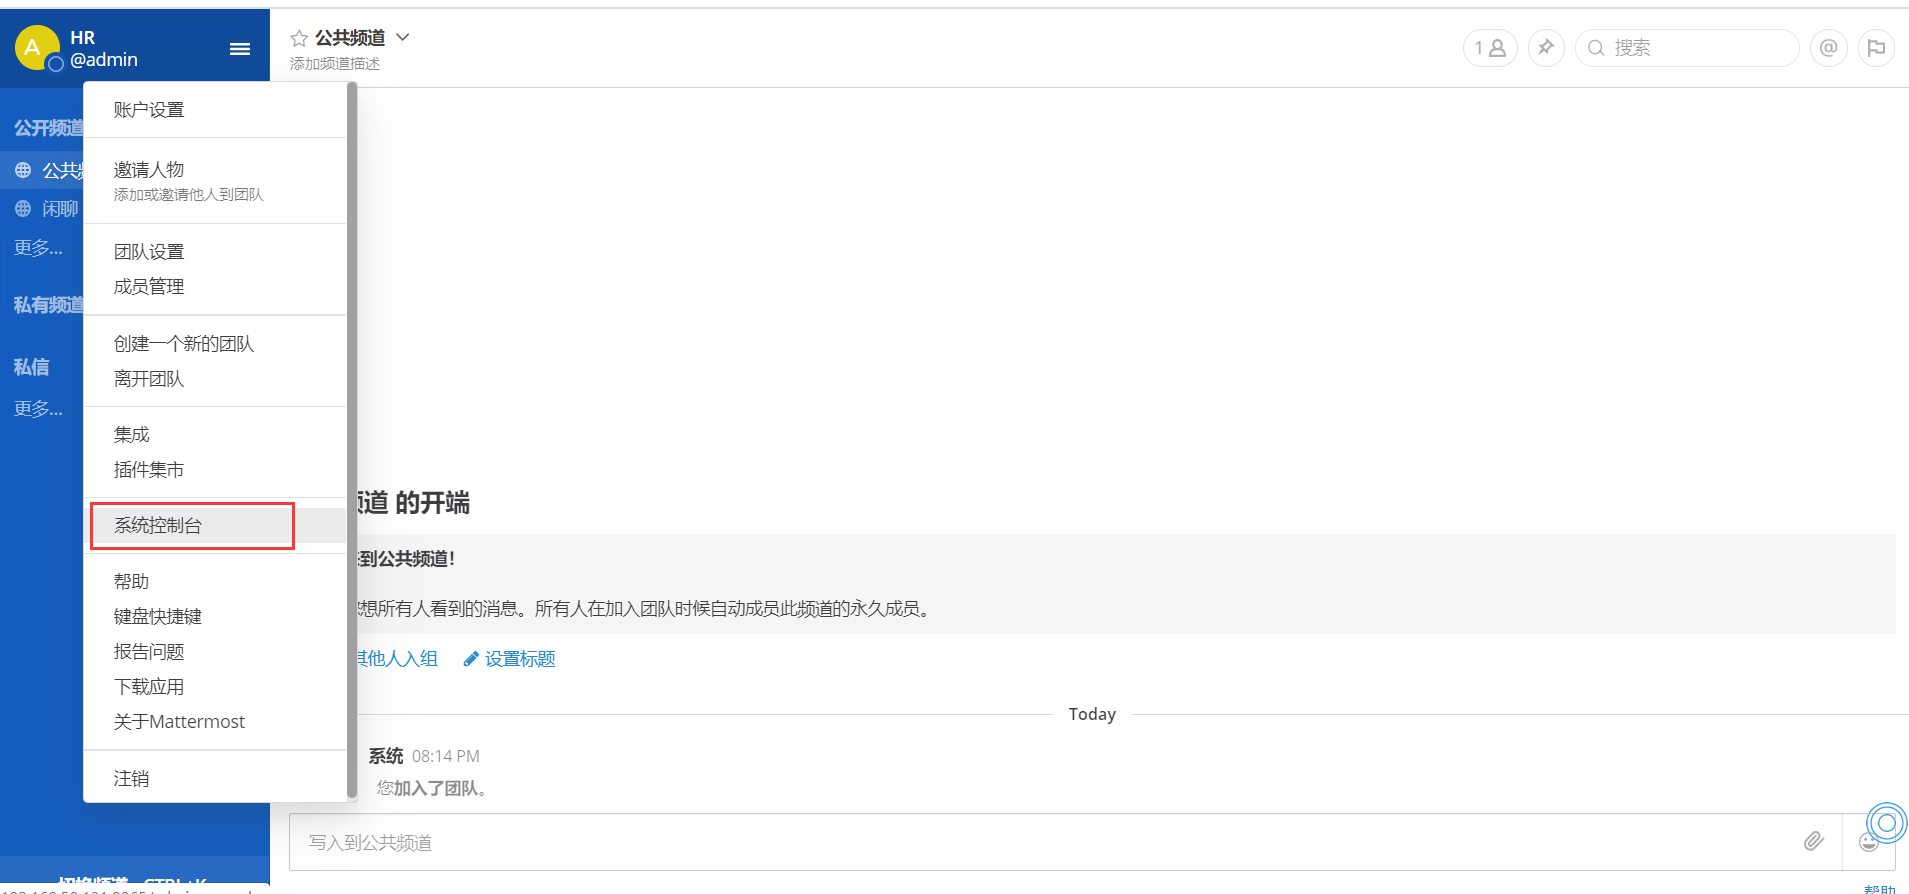 A
HR
@admin
公共频道
添加频道描述
1
搜索
@
公开频道
公共
闲聊
更多...
私有频道
私信
更多...
账户设置
邀请人物
添加或邀请他人到团队
团队设置
成员管理
创建一个新的团队
离开团队
集成
插件集市
系统控制台
帮助
键盘快捷键
报告问题
下载应用
关于Mattermost
注销
道 的开端
到公共频道!
想所有人看到的消息。所有人在加入团队时候自动成员此频道的永久成员。
其他人入组
设置标题
Today
系统 08:14 PM
您加入了团队。
写入到公共频道
切换频道 - CTRL+K
帮助